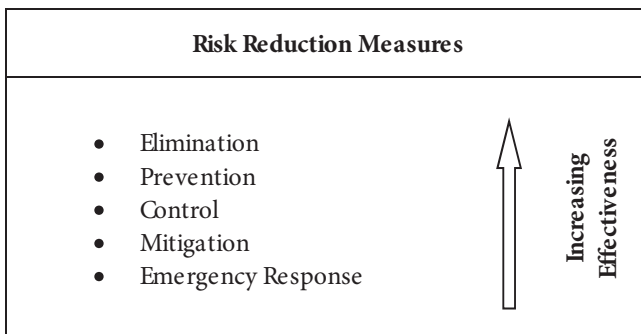 Risk Reduction Measures
• Elimination
• Prevention
• Control
• Mitigation
• Emergency Response
Increasing
Effectiveness